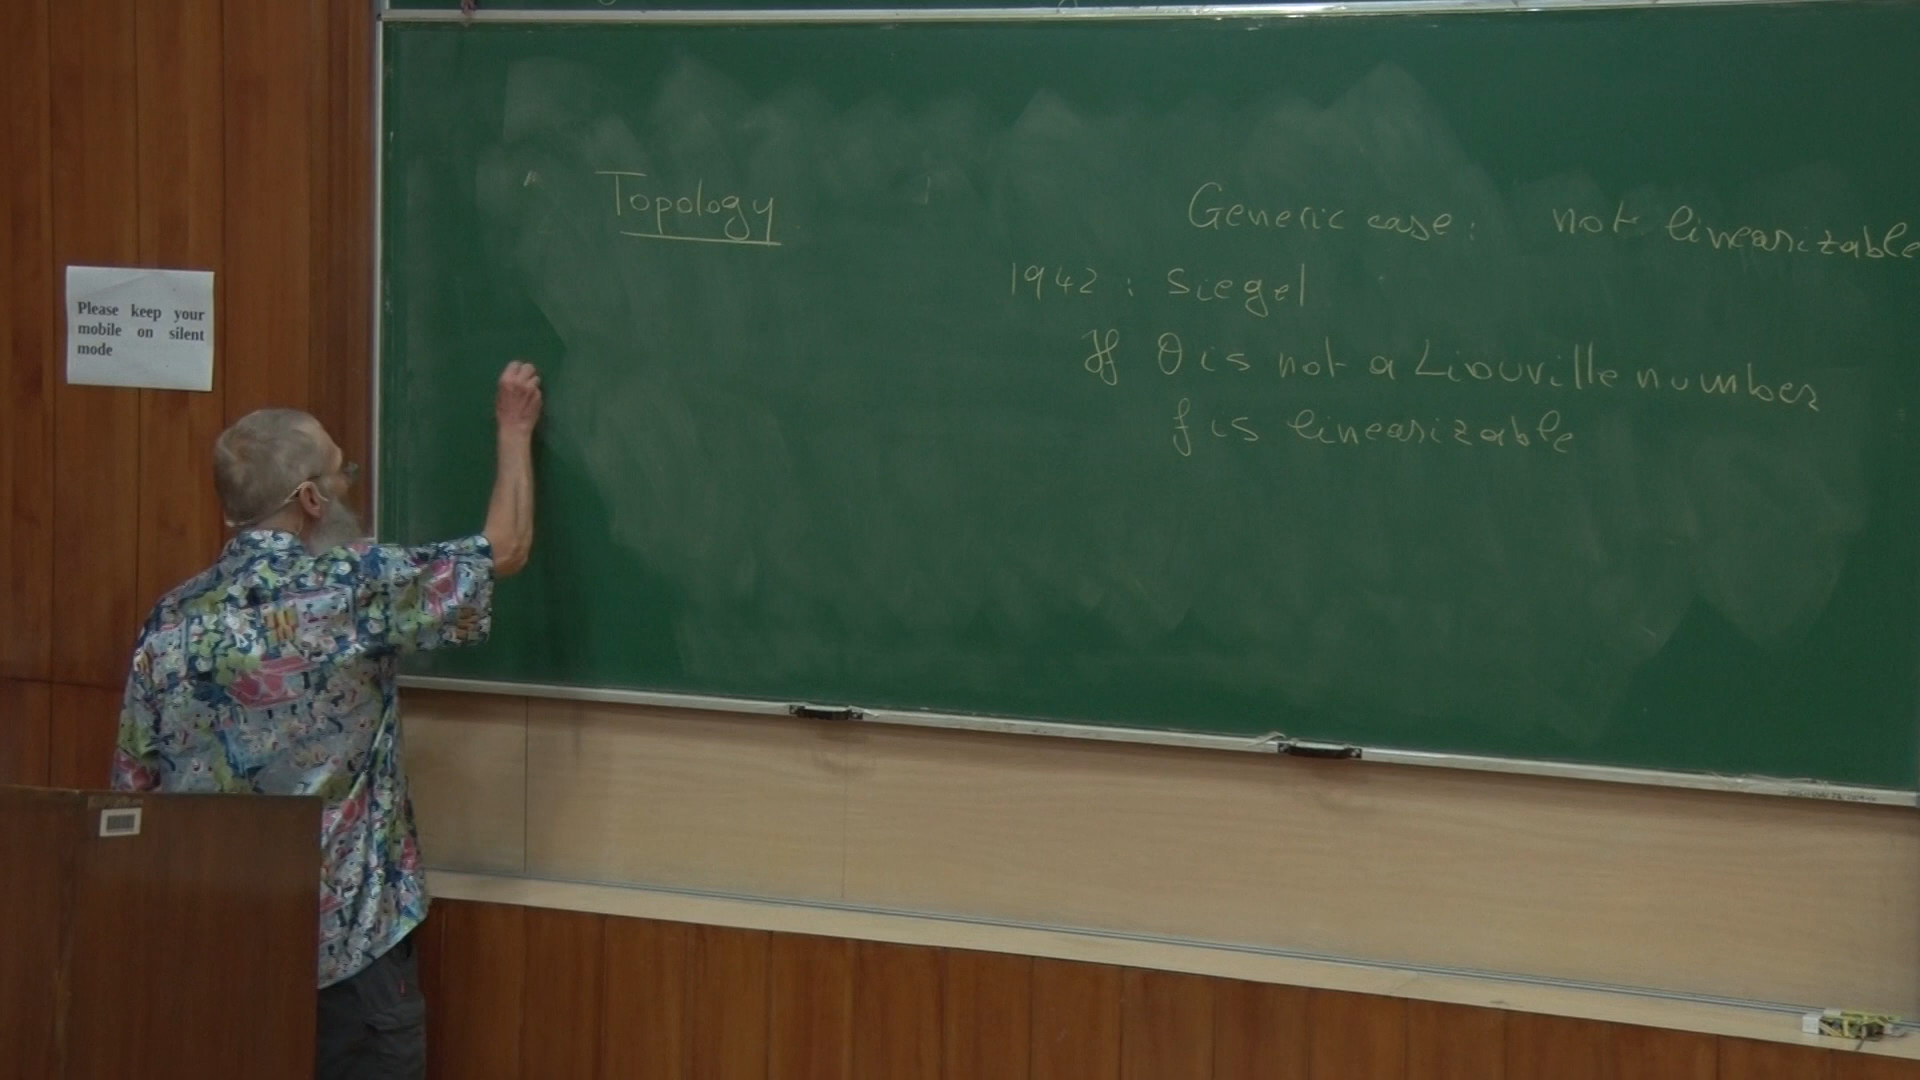 Please keep your
mobile on silent
mode
Topology
Generic case: not linearizable
1942: Siegel
If θ is not a Liouville number
f is linearizable